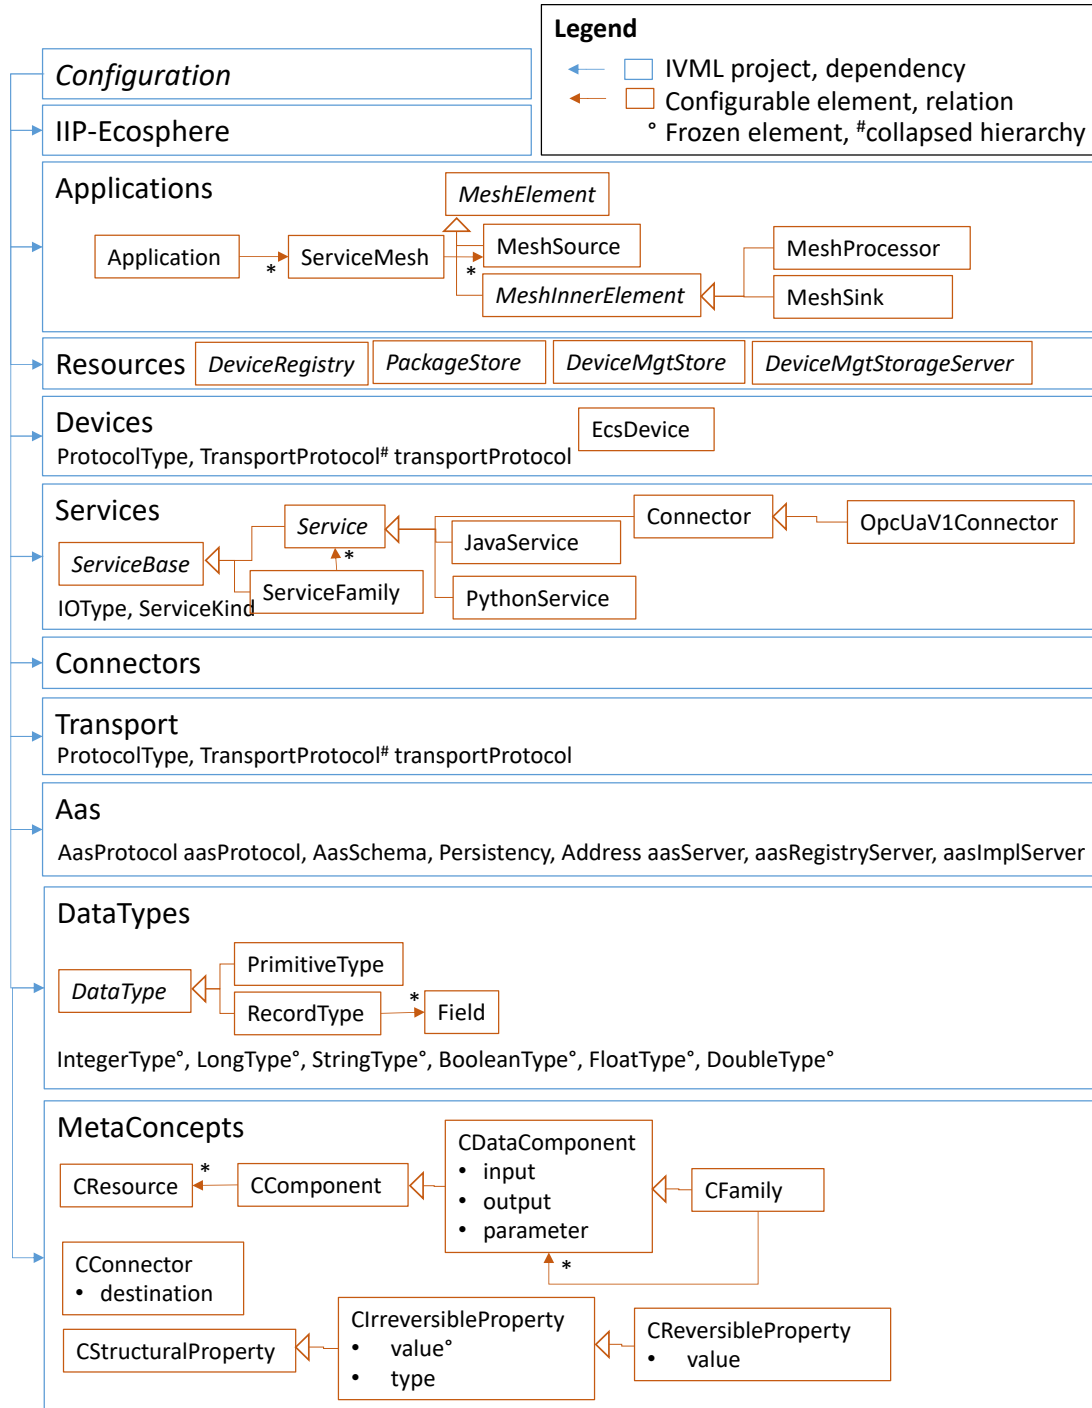 Legend
IVML project, dependency
Configurable element, relation
° Frozen element, #collapsed hierarchy
Configuration
IIP-Ecosphere
Applications
MeshElement
Application
*
ServiceMesh
*
MeshSource
MeshInnerElement
MeshProcessor
MeshSink
Resources
DeviceRegistry
PackageStore
DeviceMgtStore
DeviceMgtStorageServer
Devices
EcsDevice
ProtocolType, TransportProtocol# transportProtocol
Services
Service
*
ServiceBase
ServiceFamily
IOType, ServiceKind
Connector
JavaService
PythonService
OpcUaV1Connector
Connectors
Transport
ProtocolType, TransportProtocol# transportProtocol
Aas
AasProtocol aasProtocol, AasSchema, Persistency, Address aasServer, aasRegistryServer, aasImplServer
DataTypes
DataType
PrimitiveType
RecordType
*
Field
IntegerType°, LongType°, StringType°, BooleanType°, FloatType°, DoubleType°
MetaConcepts
CResource
*
CComponent
CDataComponent
• input
• output
• parameter
CFamily
*
CConnector
• destination
CStructuralProperty
CIrreversibleProperty
• value°
• type
CReversibleProperty
• value